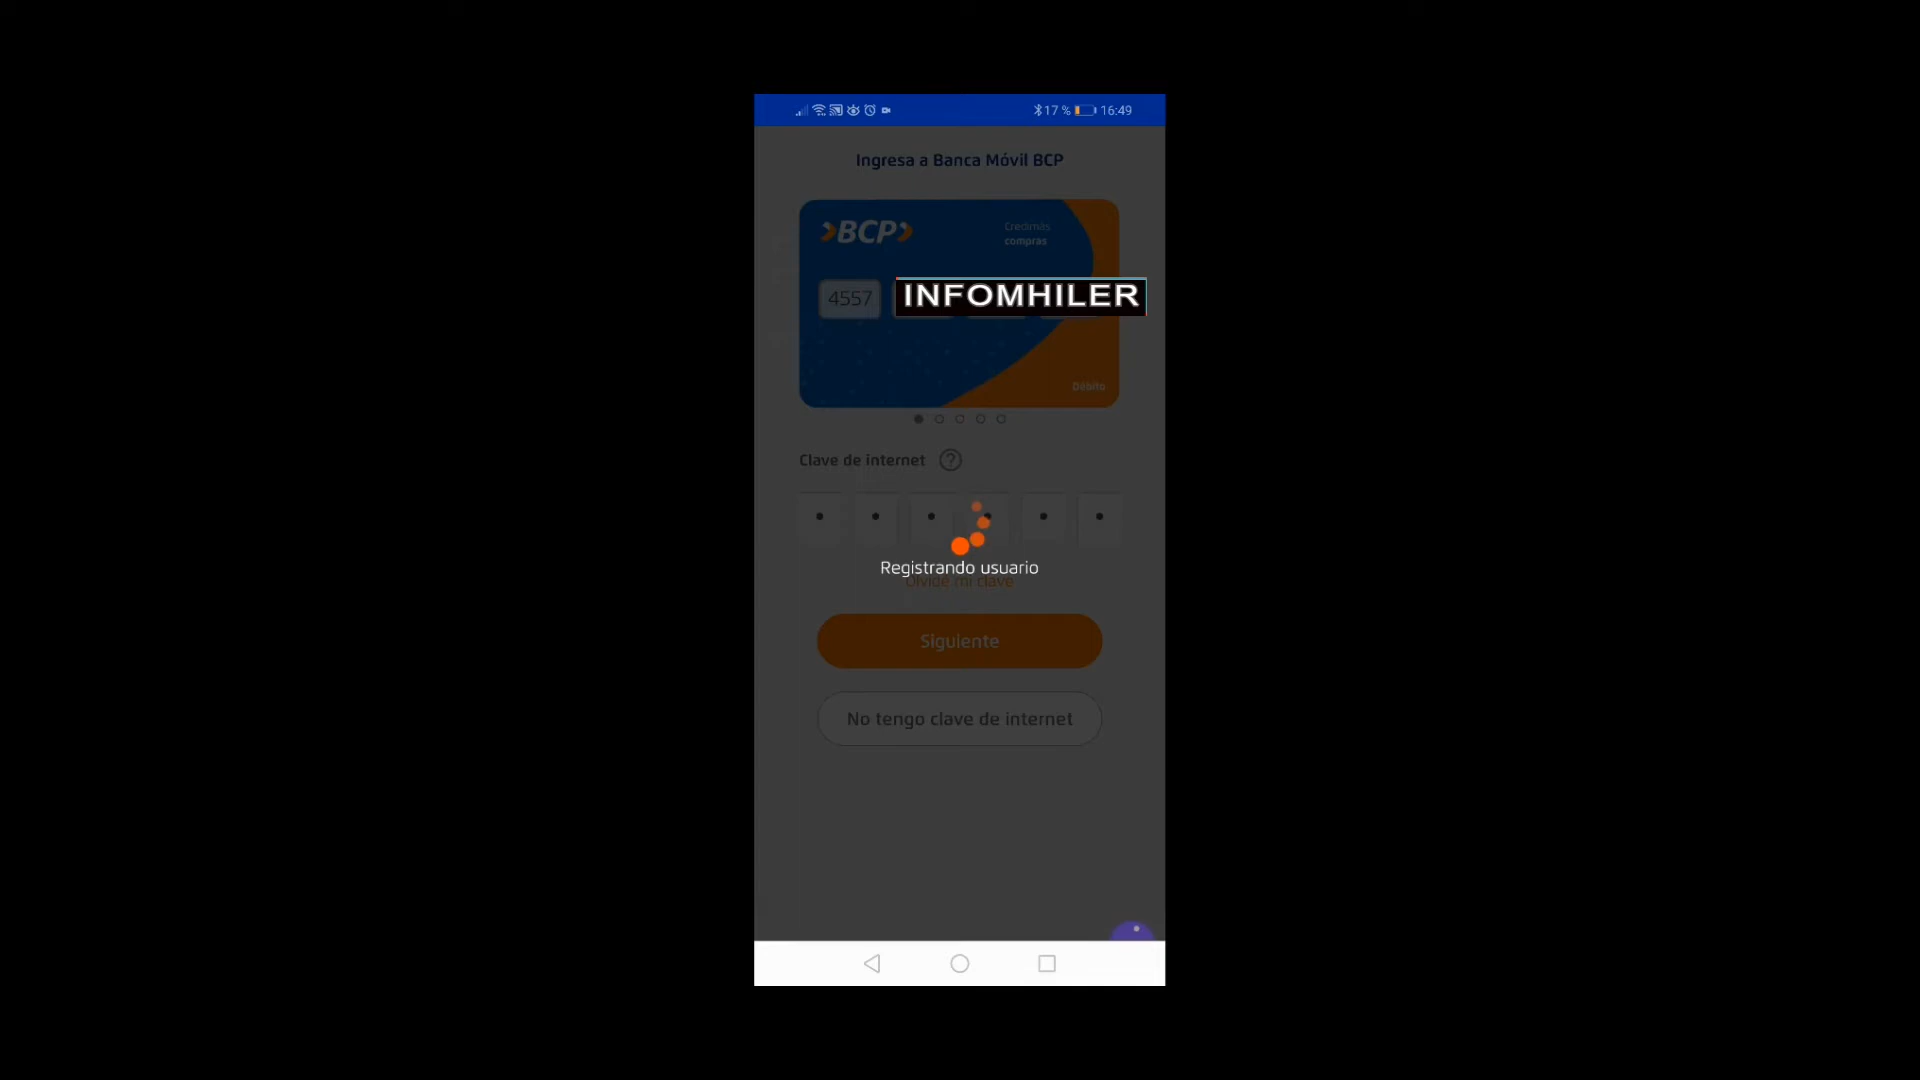 17 % 16:49
Ingresa a Banca Móvil BCP
BCP
Credimás
compras
4557 INFOMHILER
Débito
Clave de internet ?
Registrando usuario
Olvidé mi clave
Siguiente
No tengo clave de internet